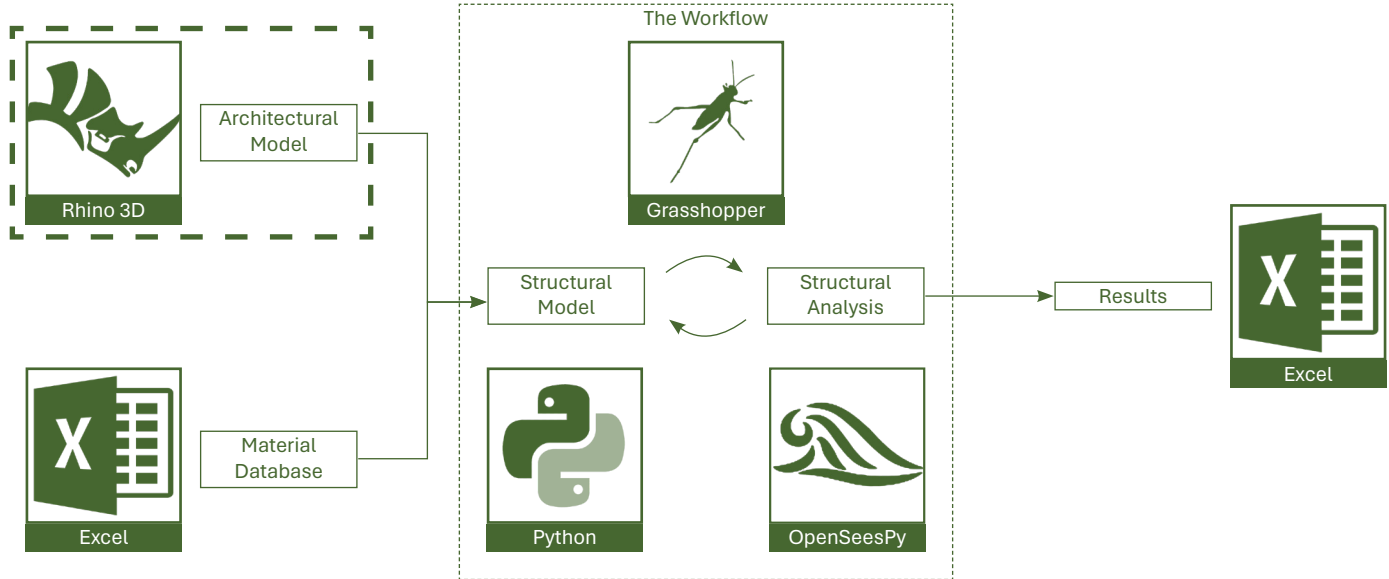 The Workflow
Architectural
Model
Rhino 3D
Grasshopper
Structural
Model
Structural
Analysis
Results
X
Excel
X
Excel
Material
Database
Python
OpenSeesPy